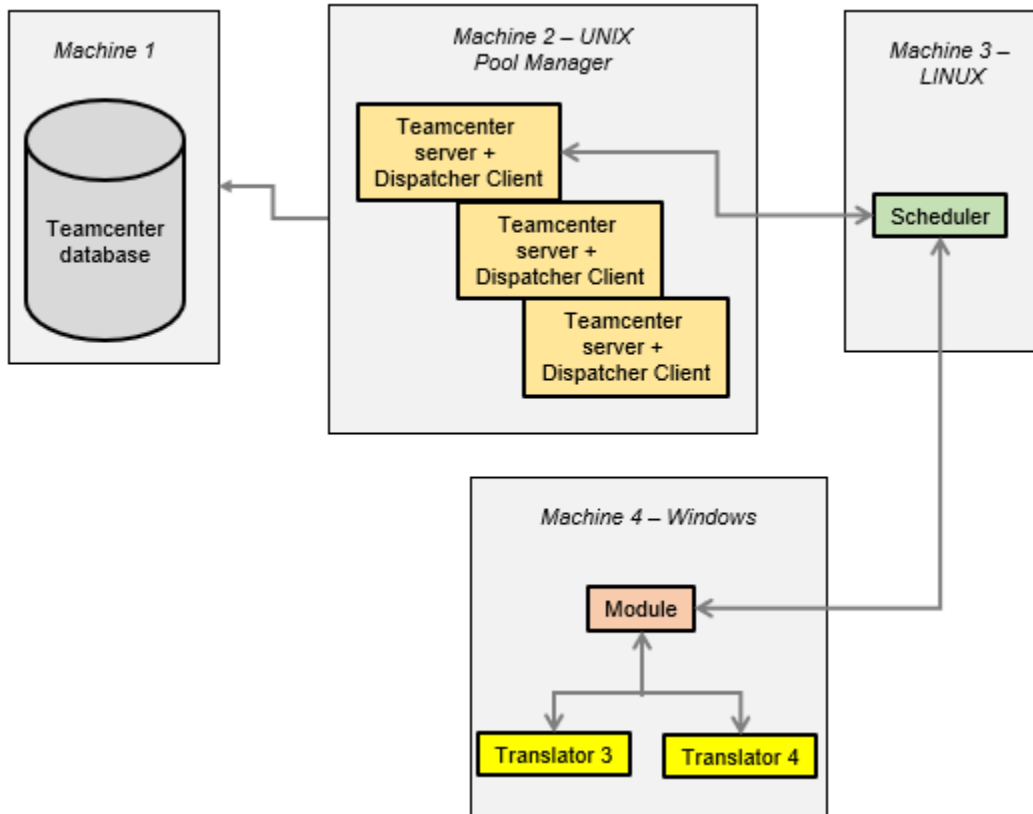 Machine 1
Teamcenter
database
Machine 2 – UNIX
Pool Manager
Teamcenter
server +
Dispatcher Client
Teamcenter
server +
Dispatcher Client
Teamcenter
server +
Dispatcher Client
Machine 3 –
LINUX
Scheduler
Machine 4 – Windows
Module
Translator 3
Translator 4